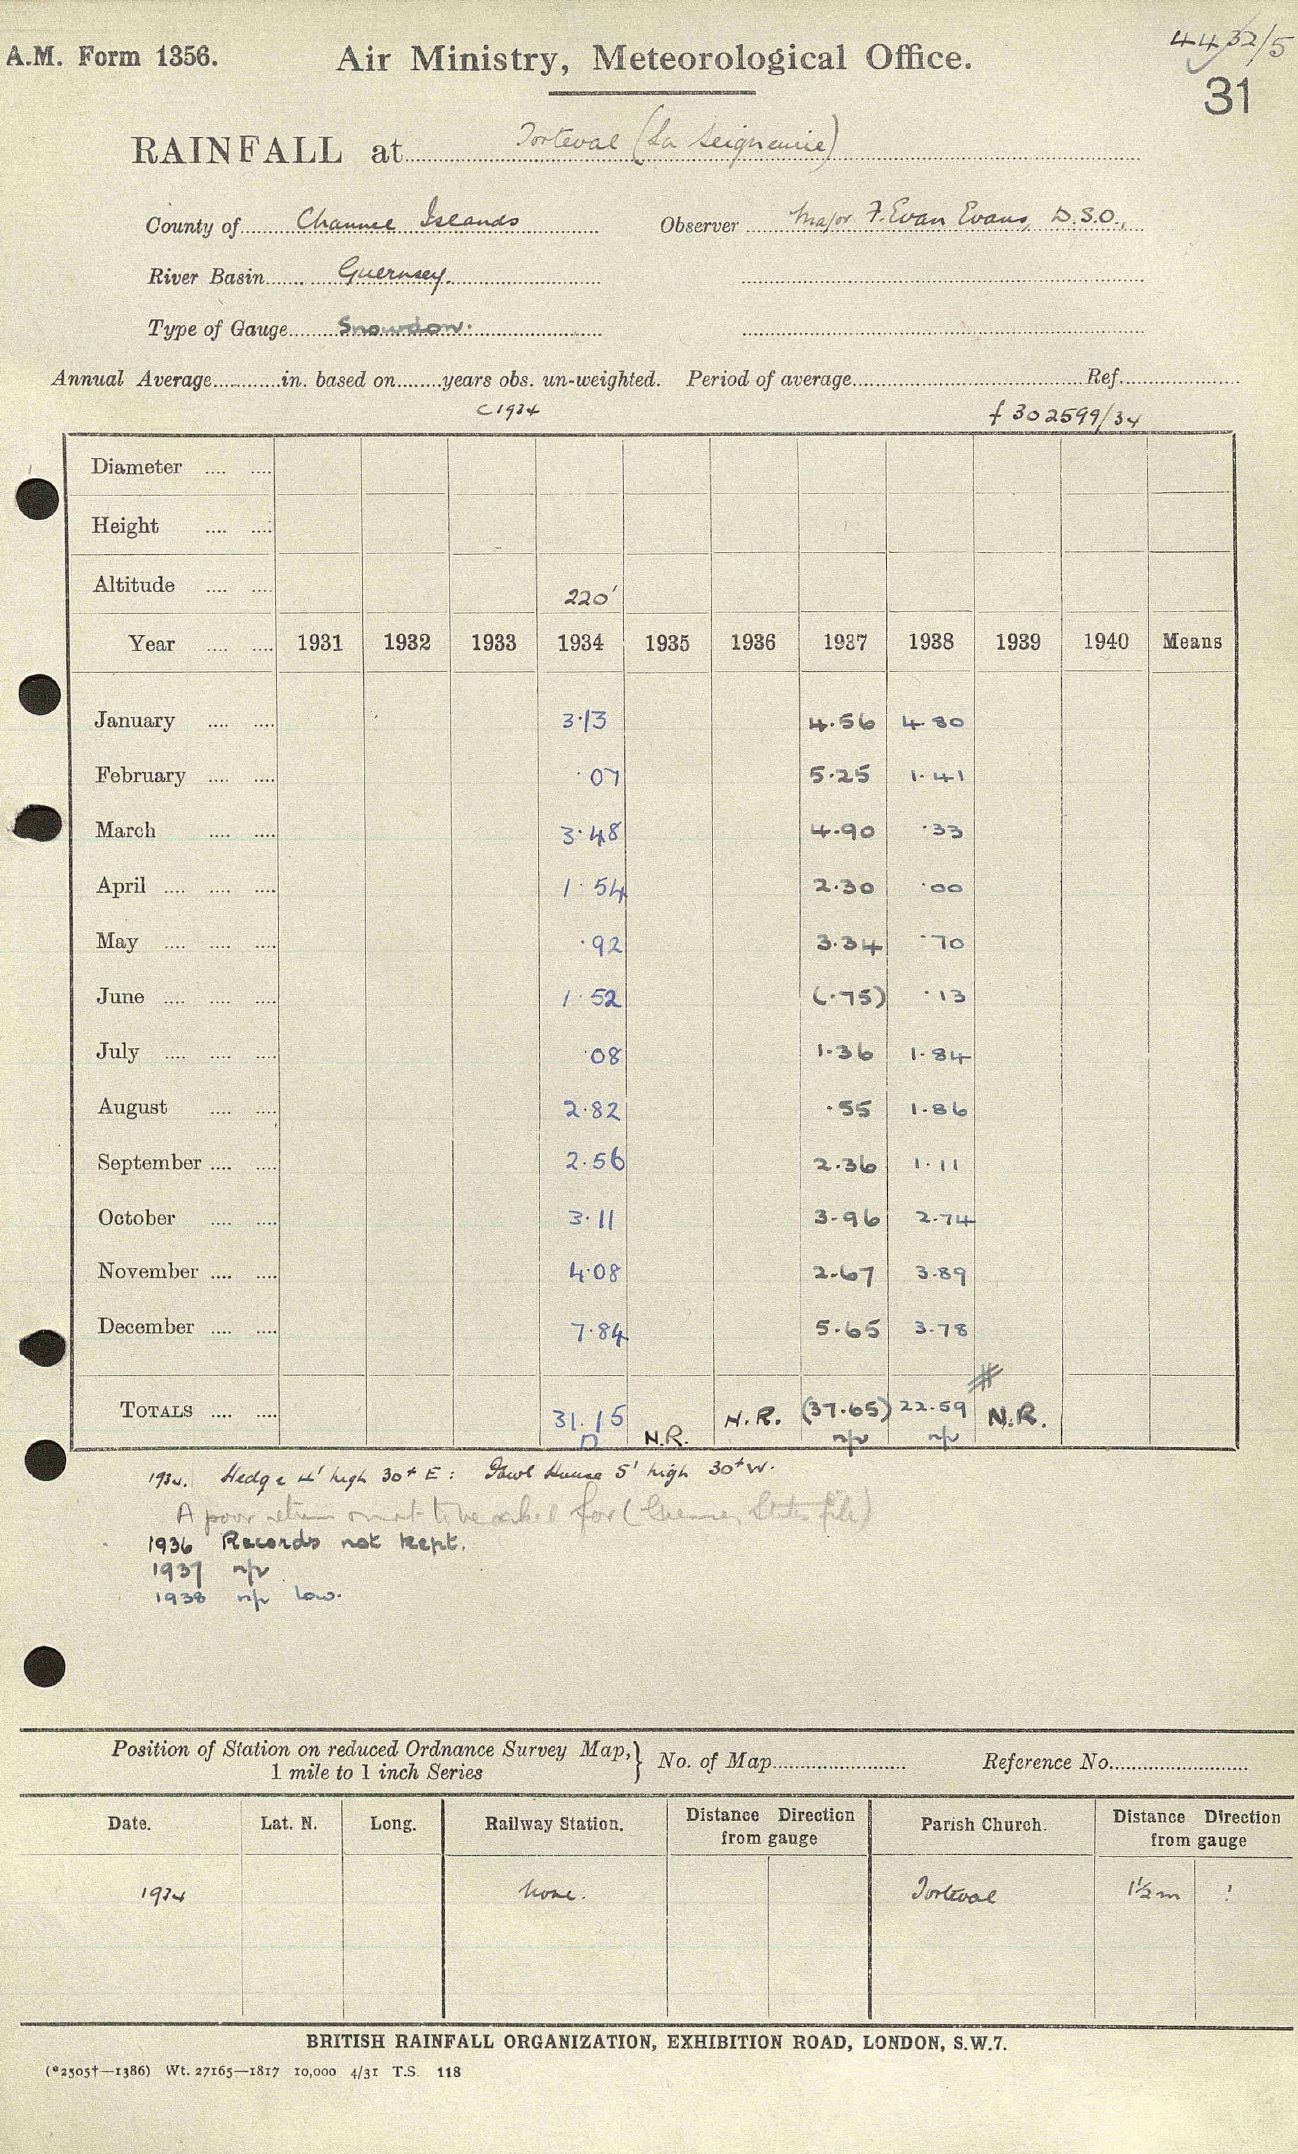 A.M. Form 1356.
Air Ministry, Meteorological Office.
4432/5
31
RAINFALL at Torteval (La Seigneurie)
County of Channel Islands Observer Major F. Evan Evans, D.S.O.,
River Basin Guernsey.
Type of Gauge Snowdon.
Annual Average............in. based on........years obs. un-weighted. Period of average............Ref............
C1934 f 302599/34
Diameter .... ....
Height .... ....
Altitude .... .... 220'
Year .... .... 1931 1932 1933 1934 1935 1936 1937 1938 1939 1940 Means
January .... .... 3.13 4.56 4.80
February .... .... .07 5.25 1.41
March .... .... 3.48 4.90 .33
April .... .... .... 1.54 2.30 .00
May .... .... .... .92 3.34 .70
June .... .... .... 1.52 (.75) .13
July .... .... .... .08 1.36 1.84
August .... .... 2.82 .55 1.86
September .... .... 2.56 2.36 1.11
October .... .... 3.11 3.96 2.74
November .... .... 4.08 2.67 3.89
December .... .... 7.84 5.65 3.78
TOTALS .... .... 31.15 N.R. N.R. (37.65) 22.59 N.R.
n/p n/p
1934. Hedge 4' high 30+ E: Fowl House 5' high 30+ W.
A poor return not to be asked for (States file)
1936 Records not kept.
1937 n/p
1938 n/p low.
Position of Station on reduced Ordnance Survey Map, } No. of Map............ Reference No............
1 mile to 1 inch Series
Date. Lat. N. Long. Railway Station. Distance Direction from gauge Parish Church. Distance Direction from gauge
1934 None. Torteval 1½m ?
BRITISH RAINFALL ORGANIZATION, EXHIBITION ROAD, LONDON, S.W.7.
(*2505†—1386) Wt. 27165—1817 10,000 4/31 T.S. 118